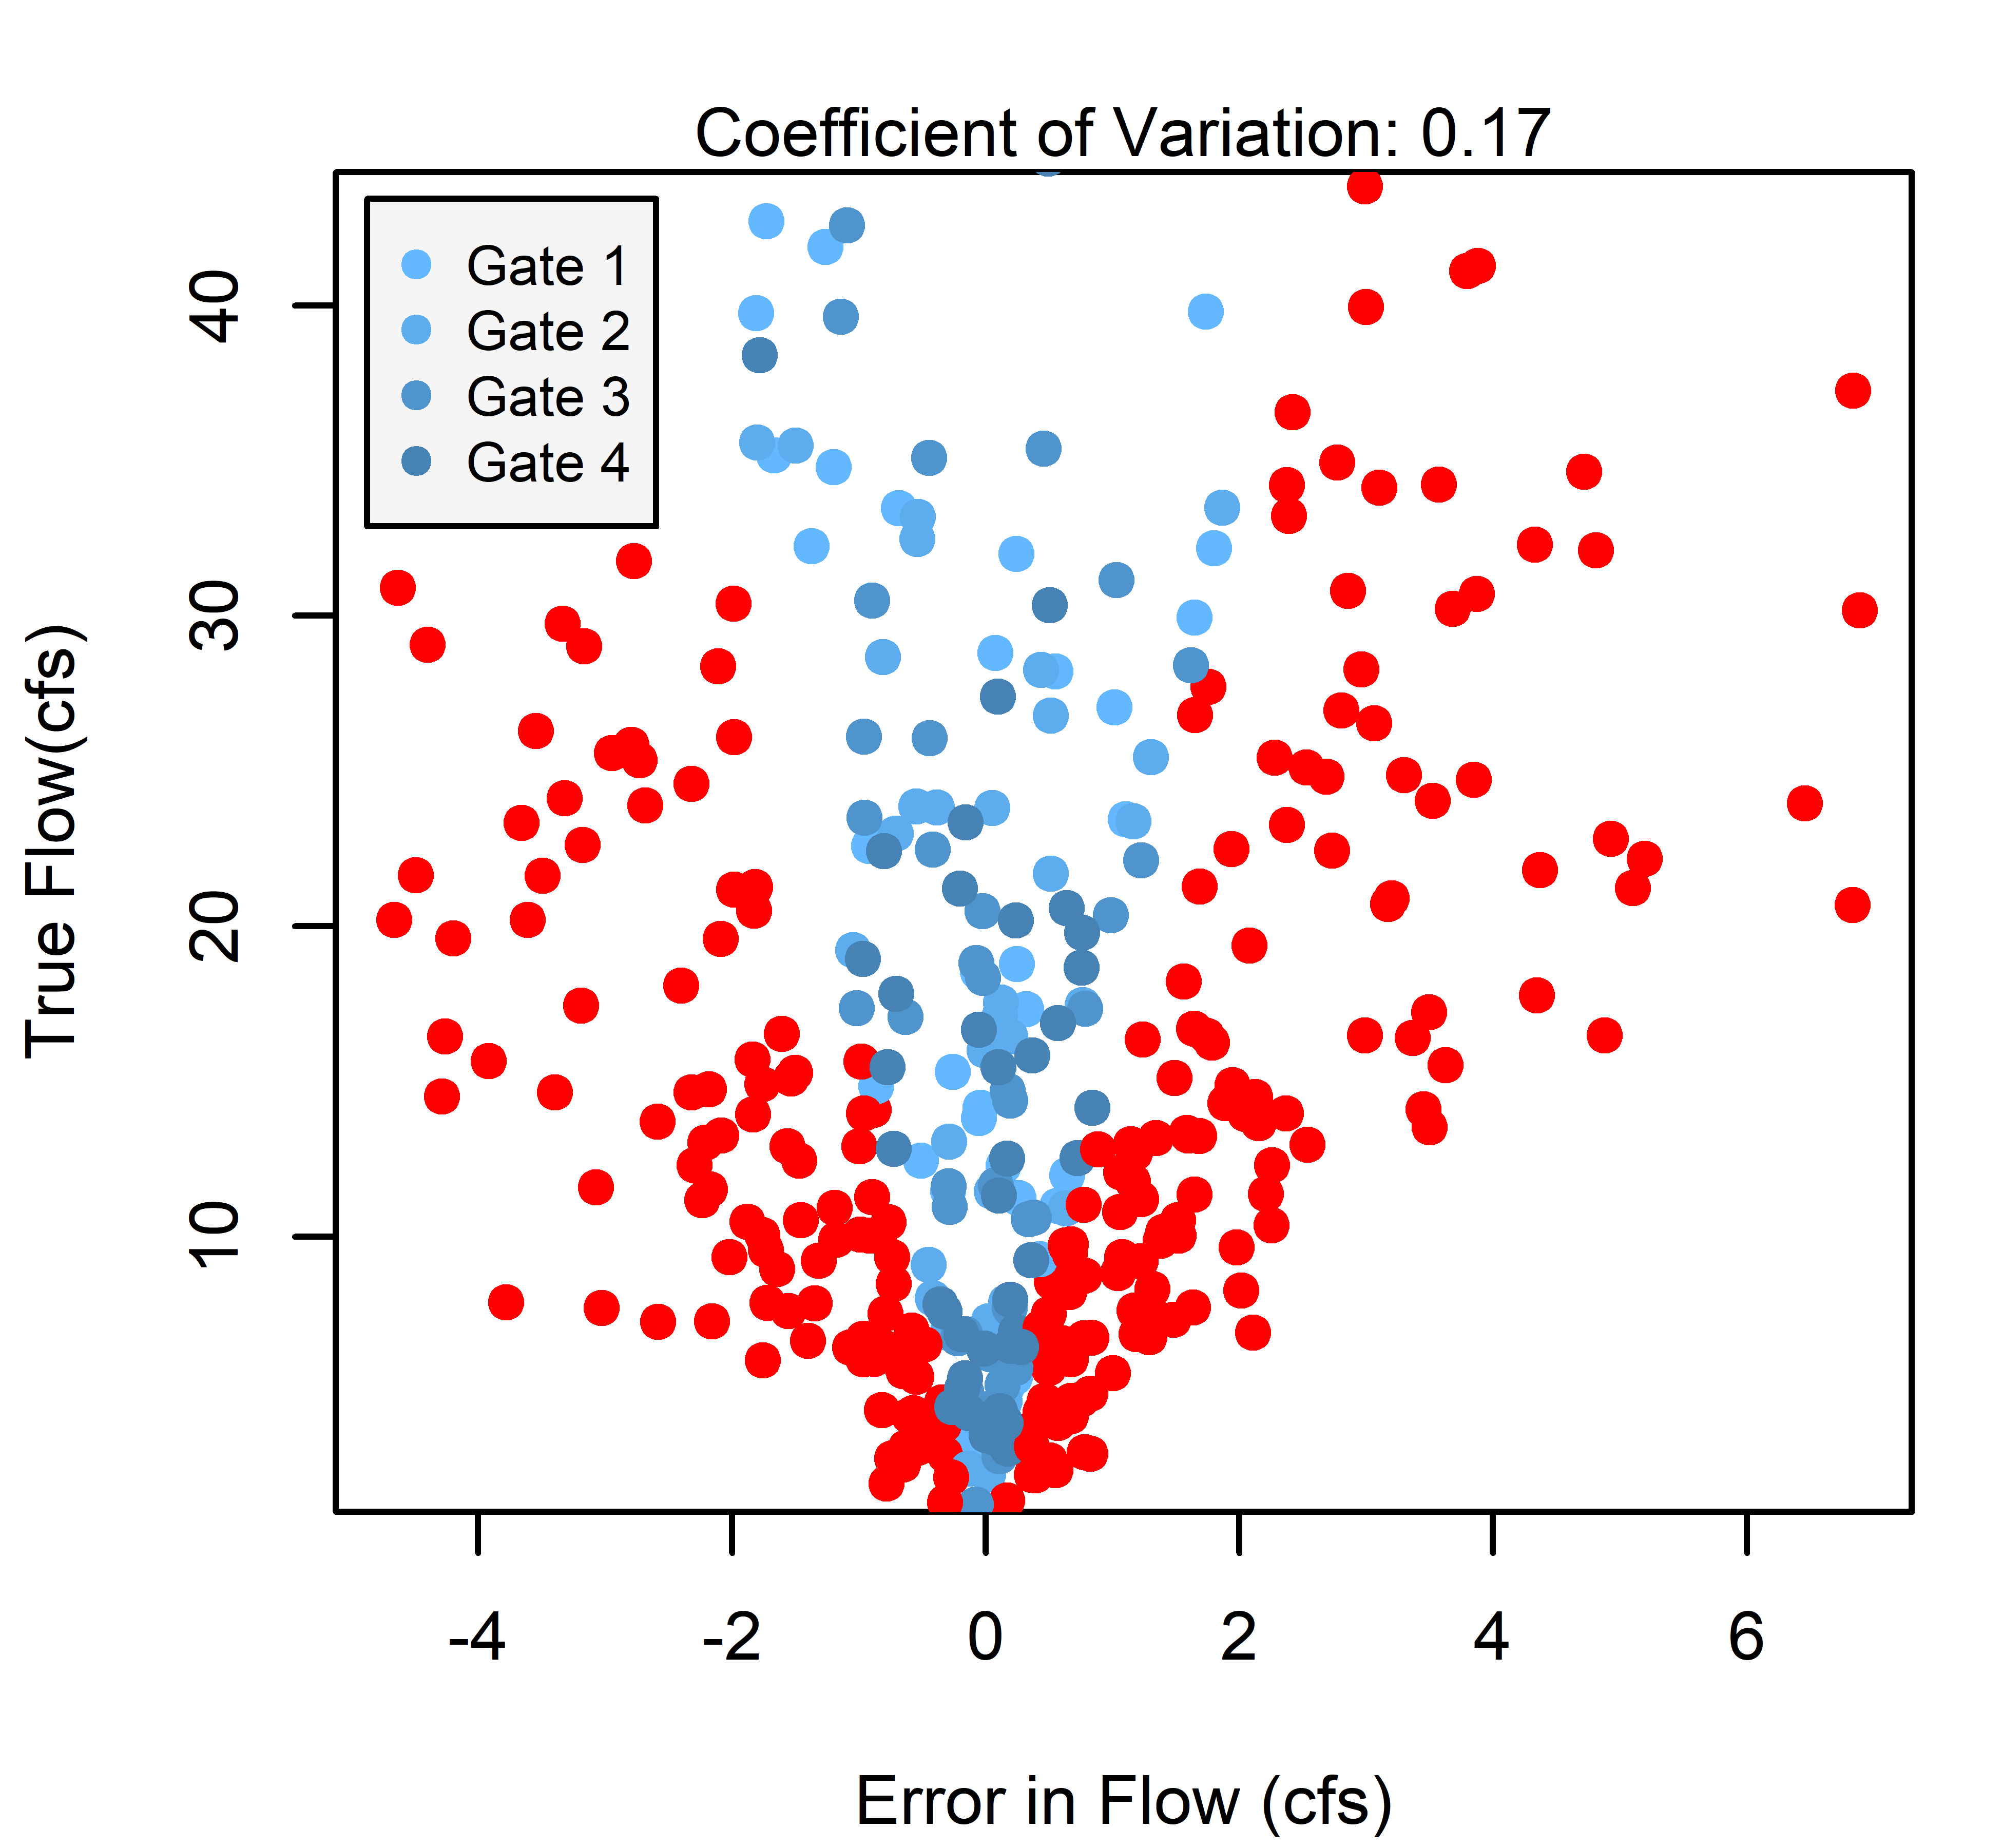 Coefficient of Variation: 0.17
Gate 1
Gate 2
Gate 3
Gate 4
True Flow(cfs)
40
30
20
10
-4 -2 0 2 4 6
Error in Flow (cfs)